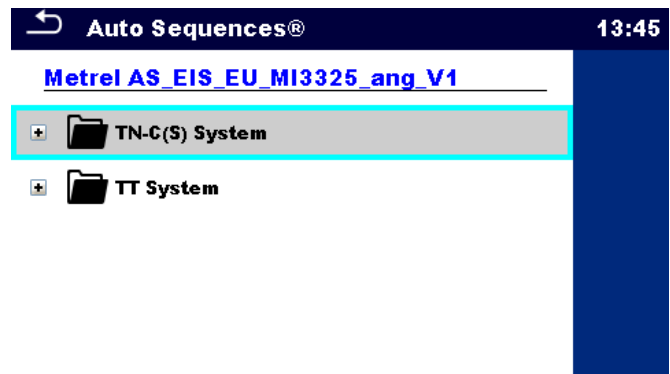 Auto Sequences® 13:45
Metrel AS_EIS_EU_MI3325_ang_V1
TN-C(S) System
TT System